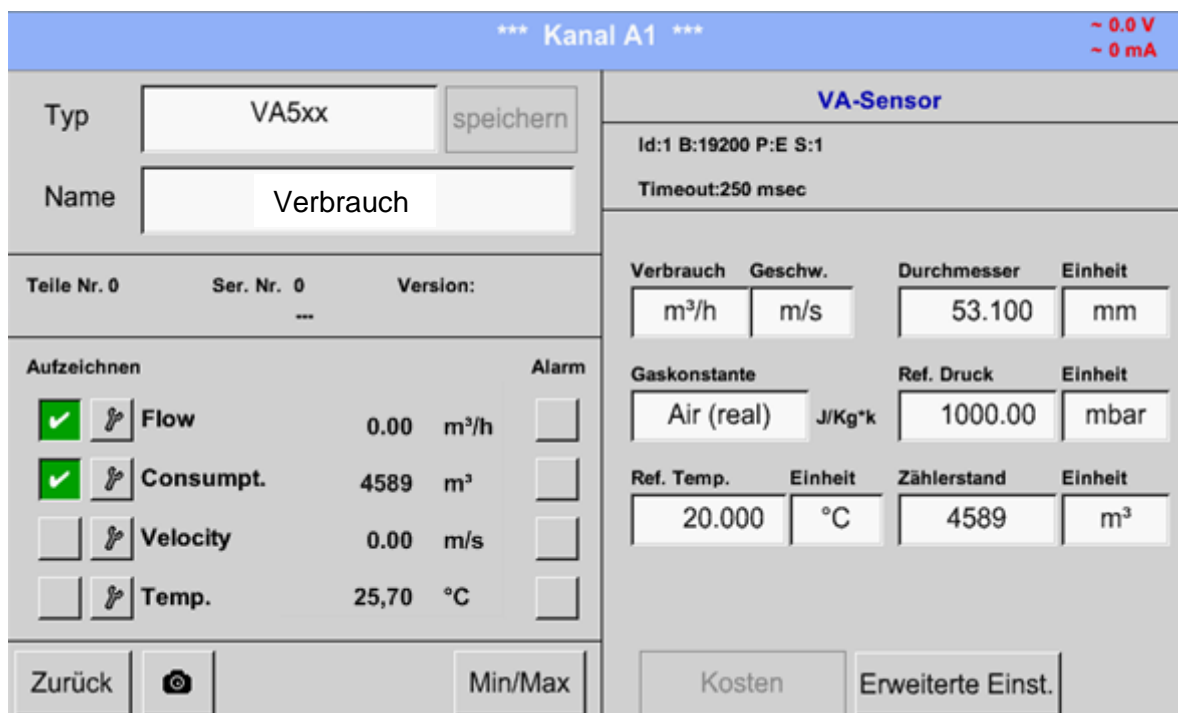 *** Kanal A1 ***
~ 0.0 V
~ 0 mA
Typ
VA5xx
speichern
Name
Verbrauch
Teile Nr. 0 Ser. Nr. 0 Version:
---
Aufzeichnen Alarm
Flow 0.00 m³/h
Consumpt. 4589 m³
Velocity 0.00 m/s
Temp. 25,70 °C
Zurück
Min/Max
VA-Sensor
Id:1 B:19200 P:E S:1
Timeout:250 msec
Verbrauch Geschw. Durchmesser Einheit
m³/h m/s 53.100 mm
Gaskonstante Ref. Druck Einheit
Air (real) J/Kg*k 1000.00 mbar
Ref. Temp. Einheit Zählerstand Einheit
20.000 °C 4589 m³
Kosten
Erweiterte Einst.